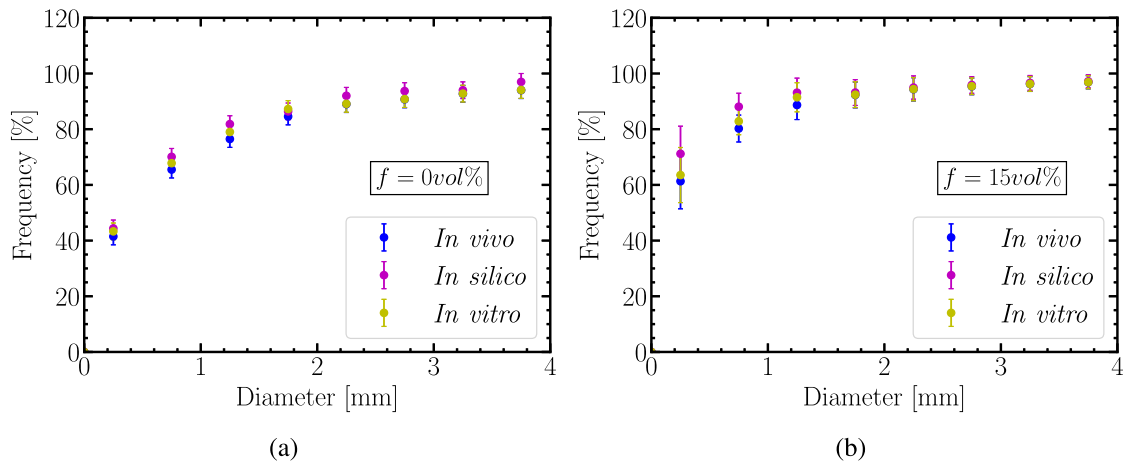 120
100
80
60
40
20
0
Frequency [%]
f = 0vol%
In vivo
In silico
In vitro
0 1 2 3 4
Diameter [mm]
(a)
120
100
80
60
40
20
0
Frequency [%]
f = 15vol%
In vivo
In silico
In vitro
0 1 2 3 4
Diameter [mm]
(b)